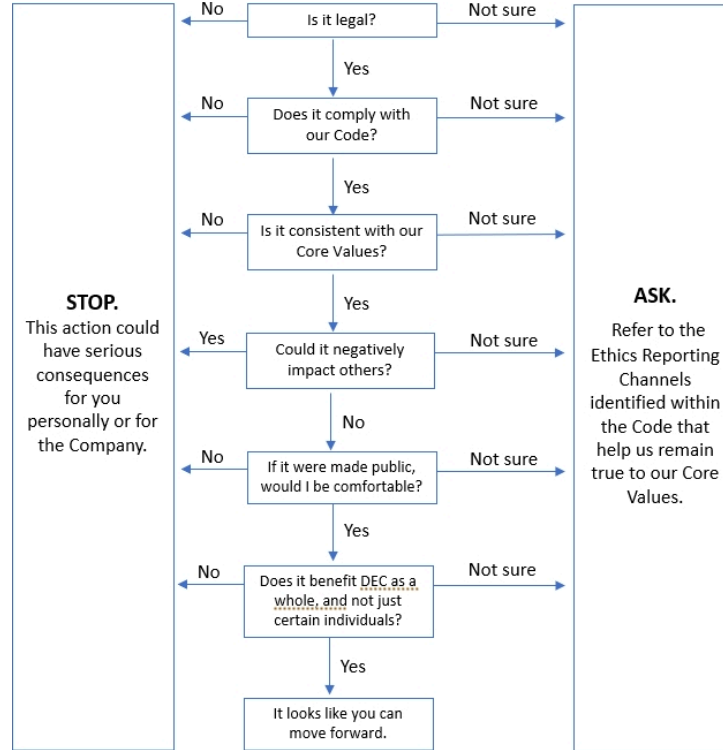 No
Is it legal?
Not sure
Yes
No
Does it comply with
our Code?
Not sure
Yes
No
Is it consistent with our
Core Values?
Not sure
Yes
STOP.
This action could
have serious
consequences
for you
personally or for
the Company.
ASK.
Refer to the
Ethics Reporting
Channels
identified within
the Code that
help us remain
true to our Core
Values.
Yes
Could it negatively
impact others?
Not sure
No
No
If it were made public,
would I be comfortable?
Not sure
Yes
No
Does it benefit DEC as a
whole, and not just
certain individuals?
Not sure
Yes
It looks like you can
move forward.